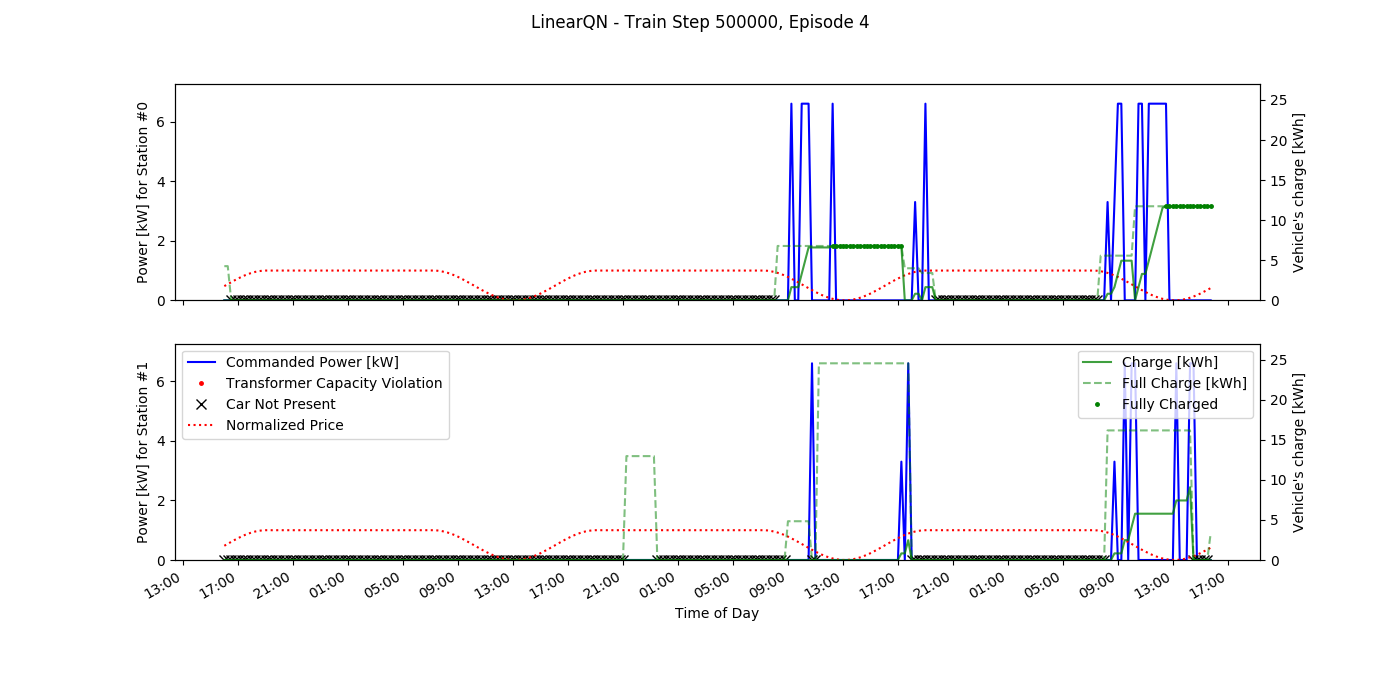 LinearQN - Train Step 500000, Episode 4
Power [kW] for Station #0
6
4
2
0
25
20
15
10
5
0
Vehicle's charge [kWh]
Power [kW] for Station #1
6
4
2
0
Commanded Power [kW]
Transformer Capacity Violation
Car Not Present
Normalized Price
Charge [kWh]
Full Charge [kWh]
Fully Charged
25
20
15
10
5
0
Vehicle's charge [kWh]
13:00 17:00 21:00 01:00 05:00 09:00 13:00 17:00 21:00 01:00 05:00 09:00 13:00 17:00 21:00 01:00 05:00 09:00 13:00 17:00
Time of Day